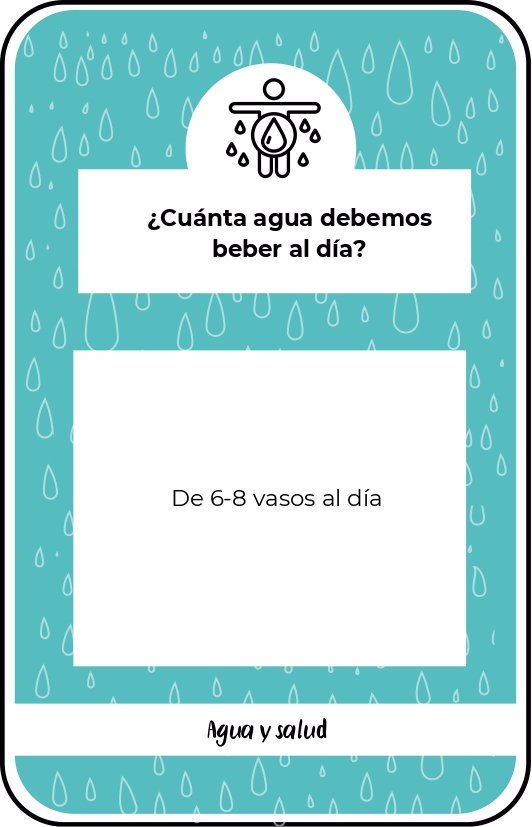 ¿Cuánta agua debemos
beber al día?
De 6-8 vasos al día
Agua y salud